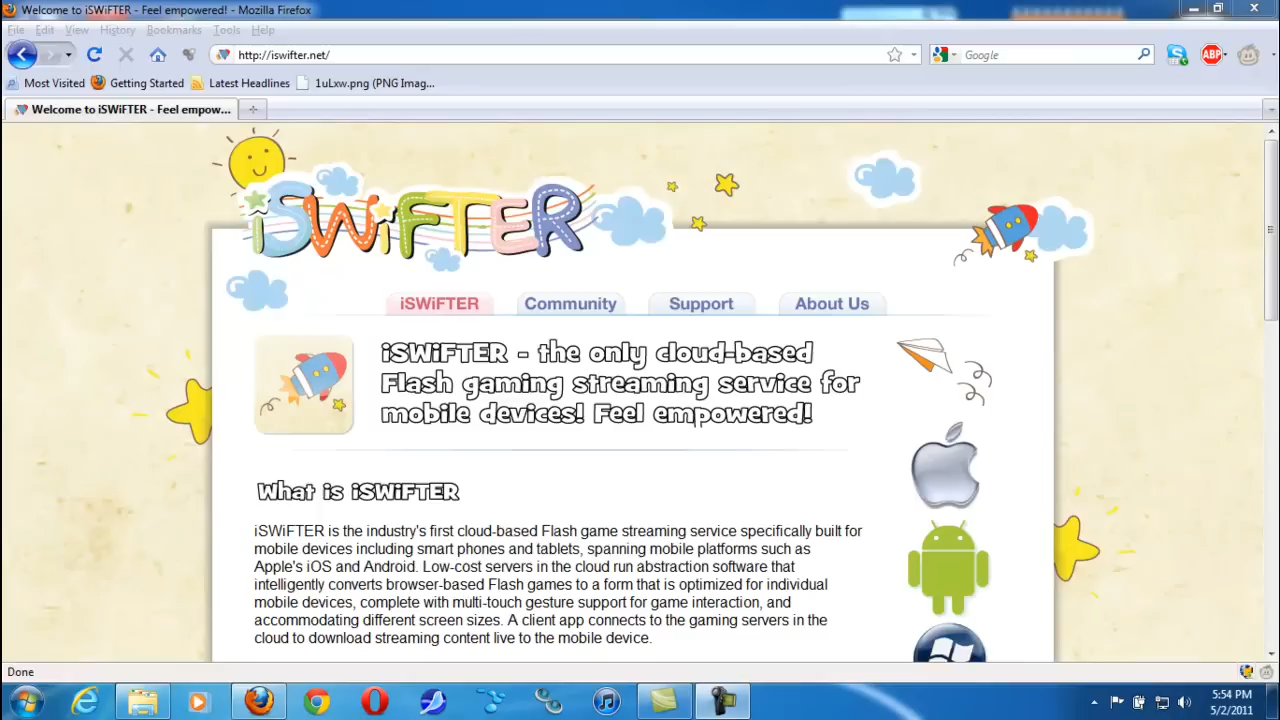 Welcome to iSWiFTER - Feel empowered! - Mozilla Firefox
File Edit View History Bookmarks Tools Help
http://iswifter.net/
Google
ABP
Most Visited Getting Started Latest Headlines 1uLxw.png (PNG Imag...
Welcome to iSWiFTER - Feel empow...
iSWiFTER
iSWiFTER Community Support About Us
iSWiFTER - the only cloud-based
Flash gaming streaming service for
mobile devices! Feel empowered!
What is iSWiFTER
iSWiFTER is the industry's first cloud-based Flash game streaming service specifically built for
mobile devices including smart phones and tablets, spanning mobile platforms such as
Apple's iOS and Android. Low-cost servers in the cloud run abstraction software that
intelligently converts browser-based Flash games to a form that is optimized for individual
mobile devices, complete with multi-touch gesture support for game interaction, and
accommodating different screen sizes. A client app connects to the gaming servers in the
cloud to download streaming content live to the mobile device.
Done
5:54 PM
5/2/2011